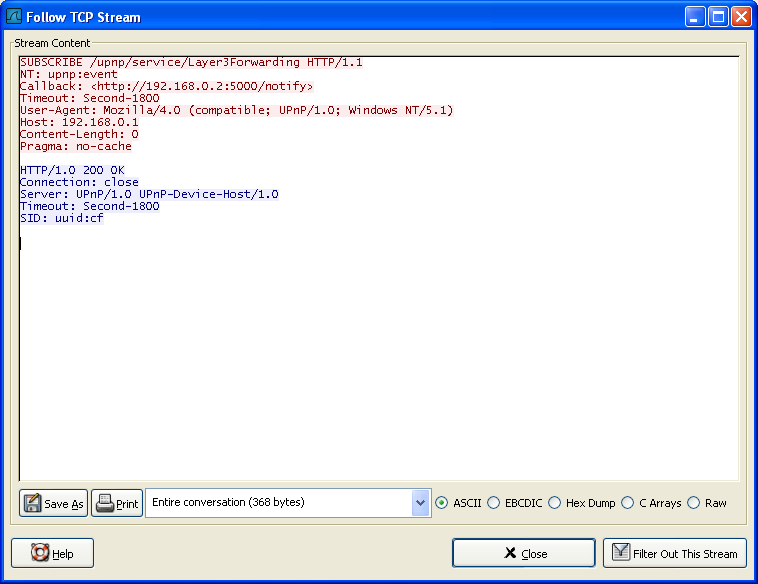 Follow TCP Stream
Stream Content
SUBSCRIBE /upnp/service/Layer3Forwarding HTTP/1.1
NT: upnp:event
Callback: <http://192.168.0.2:5000/notify>
Timeout: Second-1800
User-Agent: Mozilla/4.0 (compatible; UPnP/1.0; Windows NT/5.1)
Host: 192.168.0.1
Content-Length: 0
Pragma: no-cache
HTTP/1.0 200 OK
Connection: close
Server: UPnP/1.0 UPnP-Device-Host/1.0
Timeout: Second-1800
SID: uuid:cf
Save As Print Entire conversation (368 bytes) ASCII EBCDIC Hex Dump C Arrays Raw
Help Close Filter Out This Stream